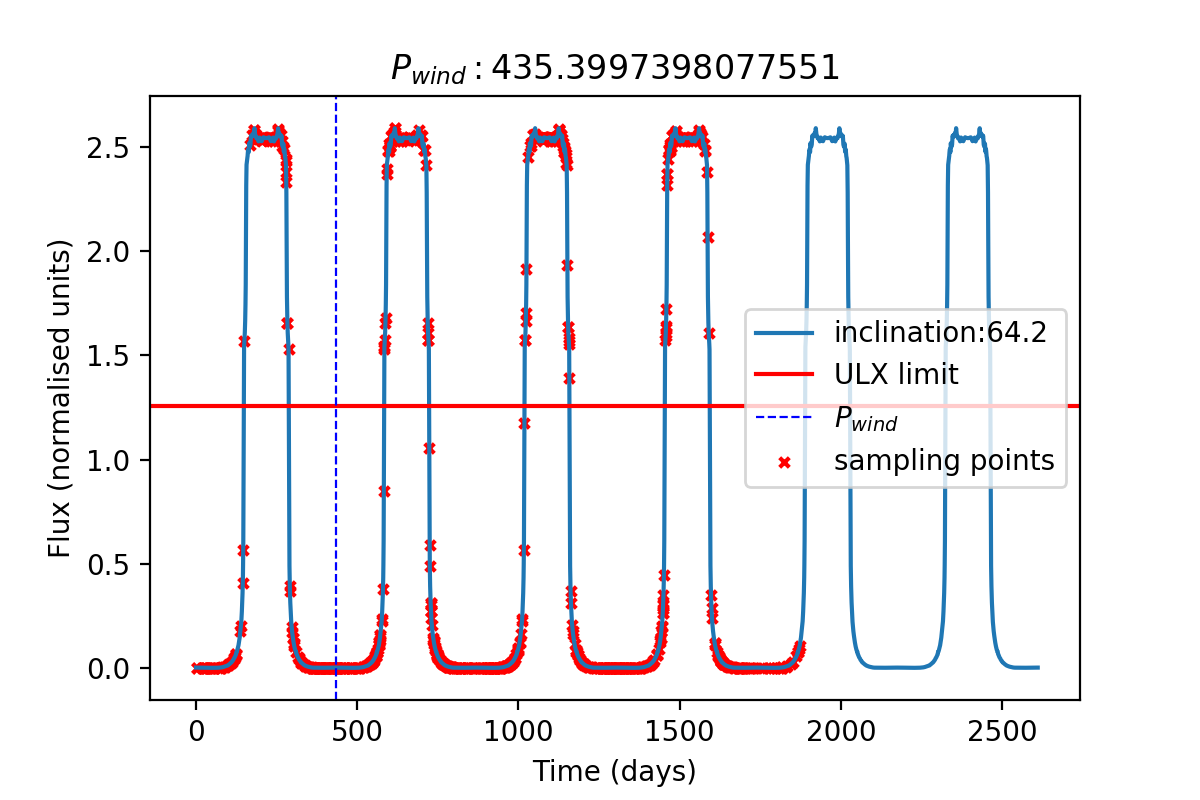 P_wind : 435.3997398077551
2.5
2.0
1.5
1.0
0.5
0.0
Flux (normalised units)
inclination:64.2
ULX limit
P_wind
sampling points
0 500 1000 1500 2000 2500
Time (days)